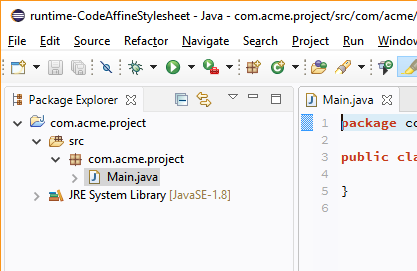 runtime-CodeAffineStylesheet - Java - com.acme.project/src/com/acme/
File Edit Source Refactor Navigate Search Project Run Window
Package Explorer
Main.java
com.acme.project
src
com.acme.project
Main.java
JRE System Library [JavaSE-1.8]
1 package co
2
3 public cla
4
5 }
6